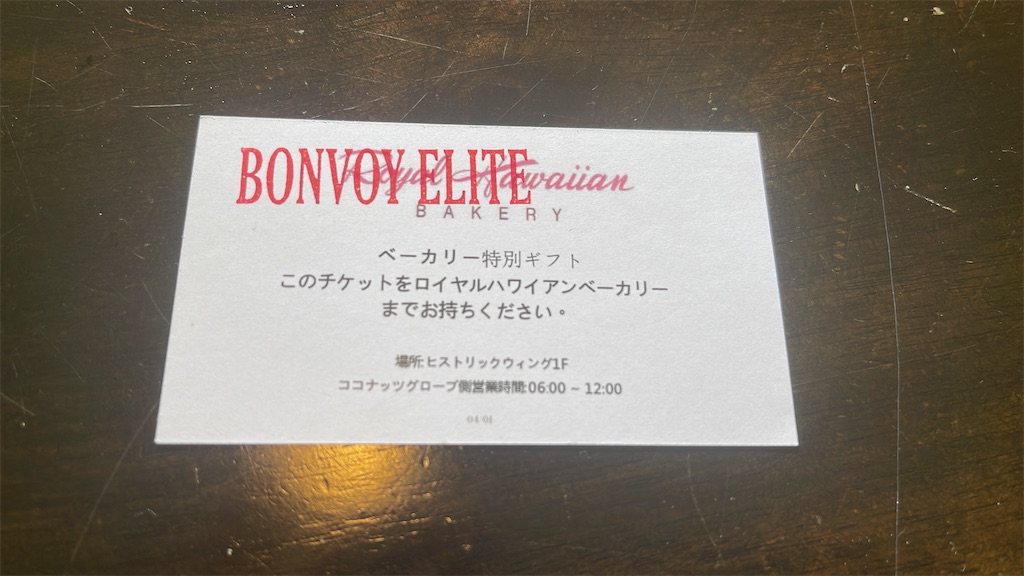 BONVOY ELITE
Royal Hawaiian
BAKERY
ベーカリー特別ギフト
このチケットをロイヤルハワイアンベーカリー
までお持ちください。
場所:ヒストリックウィング1F
ココナッツグローブ側営業時間:06:00 ~ 12:00
04/01